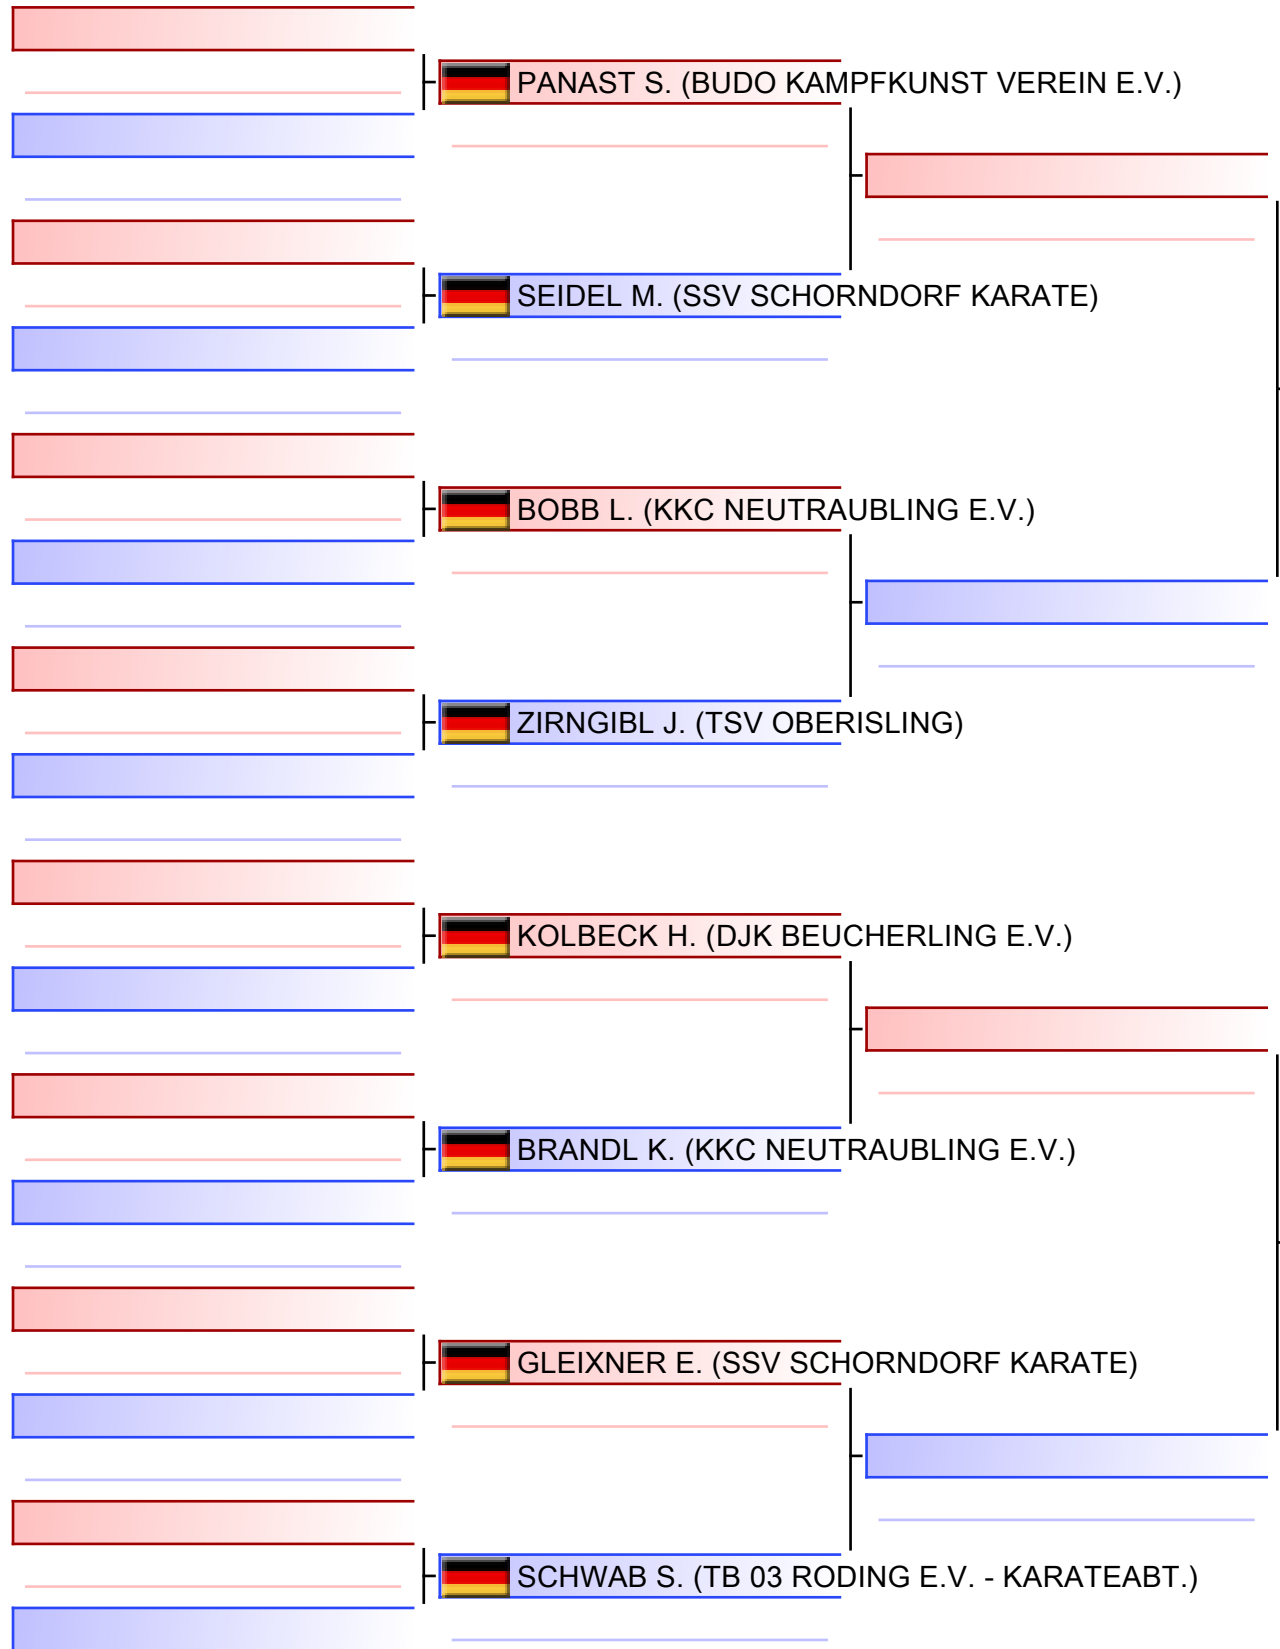 PANAST S. (BUDO KAMPFKUNST VEREIN E.V.)
SEIDEL M. (SSV SCHORNDORF KARATE)
BOBB L. (KKC NEUTRAUBLING E.V.)
ZIRNGIBL J. (TSV OBERISLING)
KOLBECK H. (DJK BEUCHERLING E.V.)
BRANDL K. (KKC NEUTRAUBLING E.V.)
GLEIXNER E. (SSV SCHORNDORF KARATE)
SCHWAB S. (TB 03 RODING E.V. - KARATEABT.)